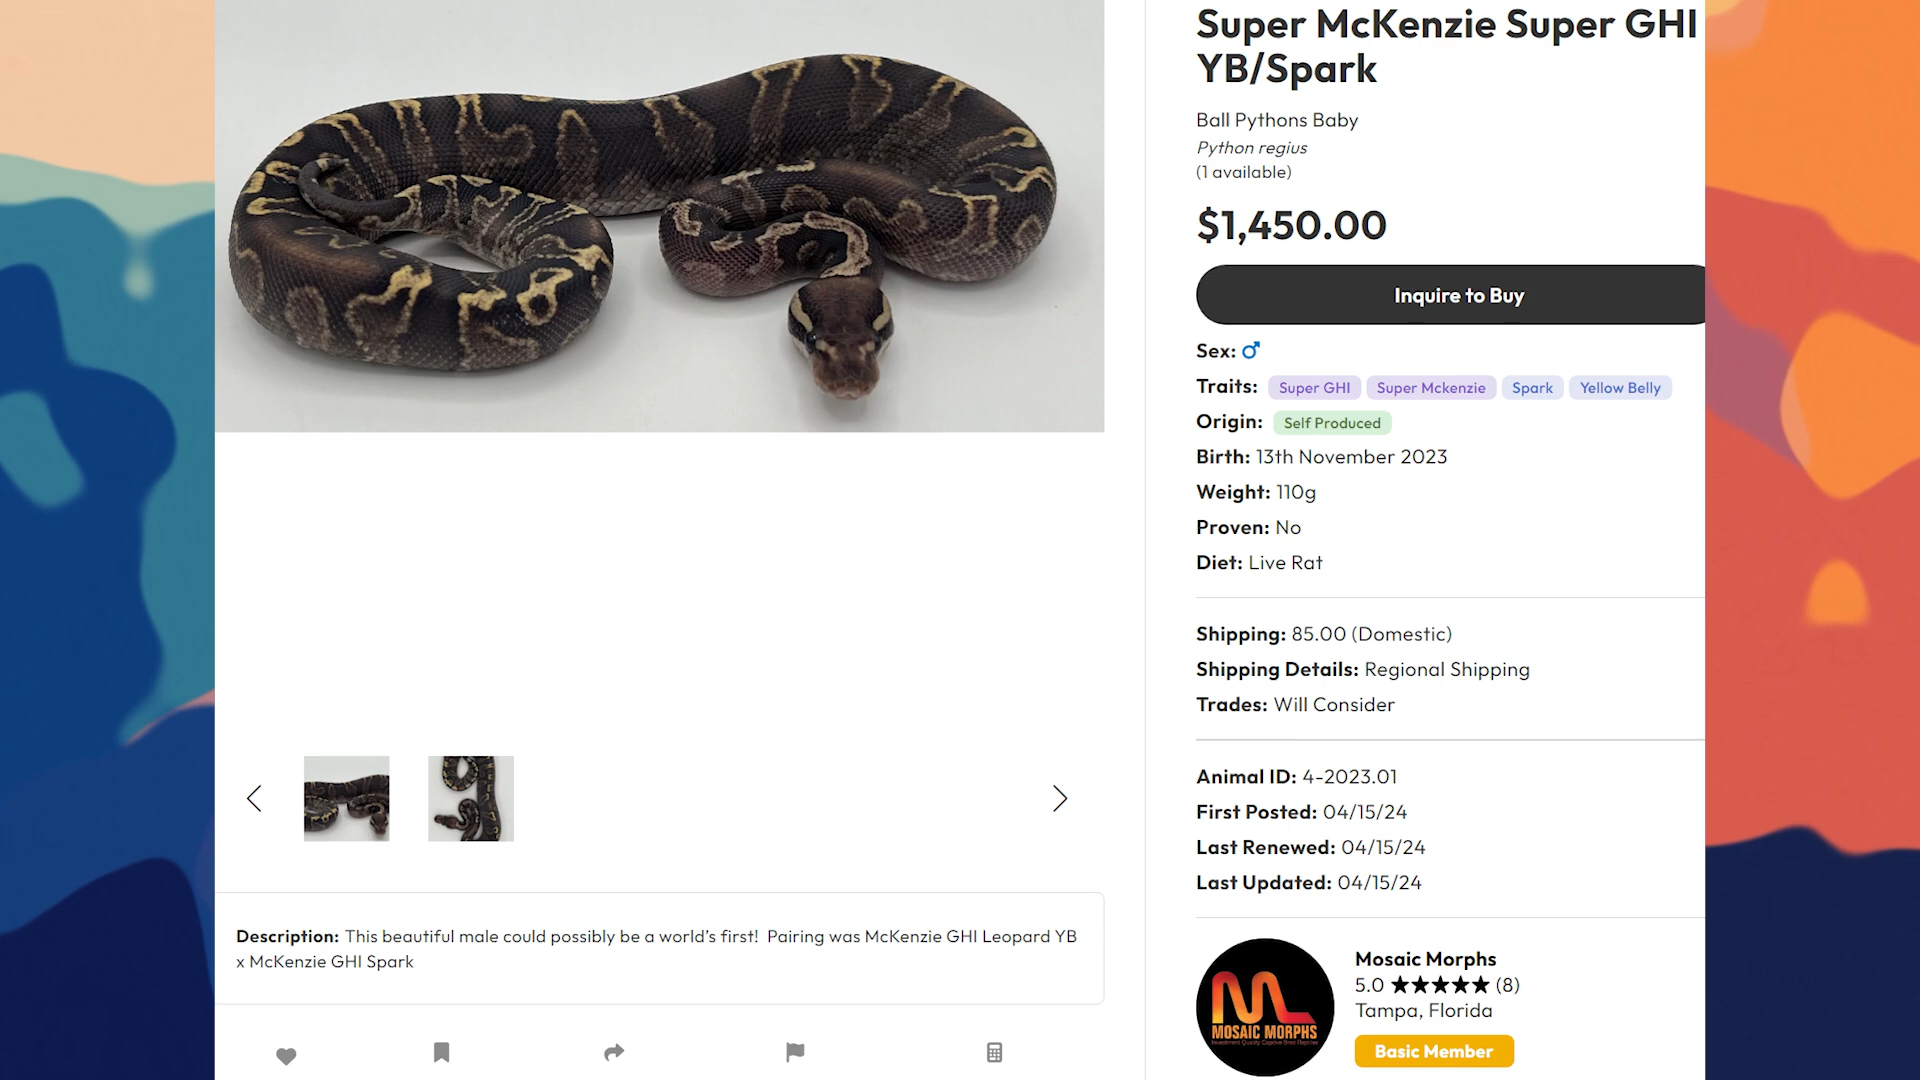 Super McKenzie Super GHI
YB/Spark
Ball Pythons Baby
Python regius
(1 available)
$1,450.00
Inquire to Buy
Sex:
Traits: Super GHI Super Mckenzie Spark Yellow Belly
Origin: Self Produced
Birth: 13th November 2023
Weight: 110g
Proven: No
Diet: Live Rat
Shipping: 85.00 (Domestic)
Shipping Details: Regional Shipping
Trades: Will Consider
Animal ID: 4-2023.01
First Posted: 04/15/24
Last Renewed: 04/15/24
Last Updated: 04/15/24
Description: This beautiful male could possibly be a world’s first! Pairing was McKenzie GHI Leopard YB
x McKenzie GHI Spark
MOSAIC MORPHS
Investment Quality Captive Bred Reptiles
Mosaic Morphs
5.0 ★★★★★ (8)
Tampa, Florida
Basic Member